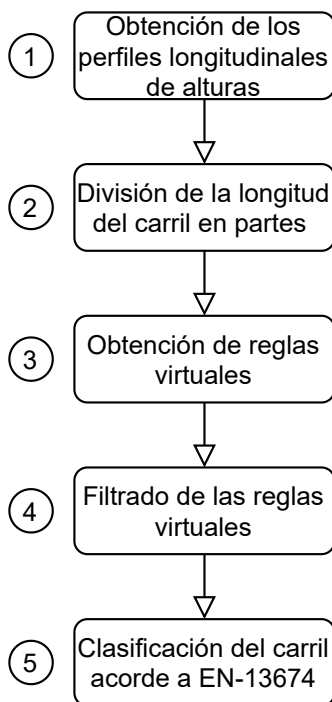 1
Obtención de los
perfiles longitudinales
de alturas
2
División de la longitud
del carril en partes
3
Obtención de reglas
virtuales
4
Filtrado de las reglas
virtuales
5
Clasificación del carril
acorde a EN-13674